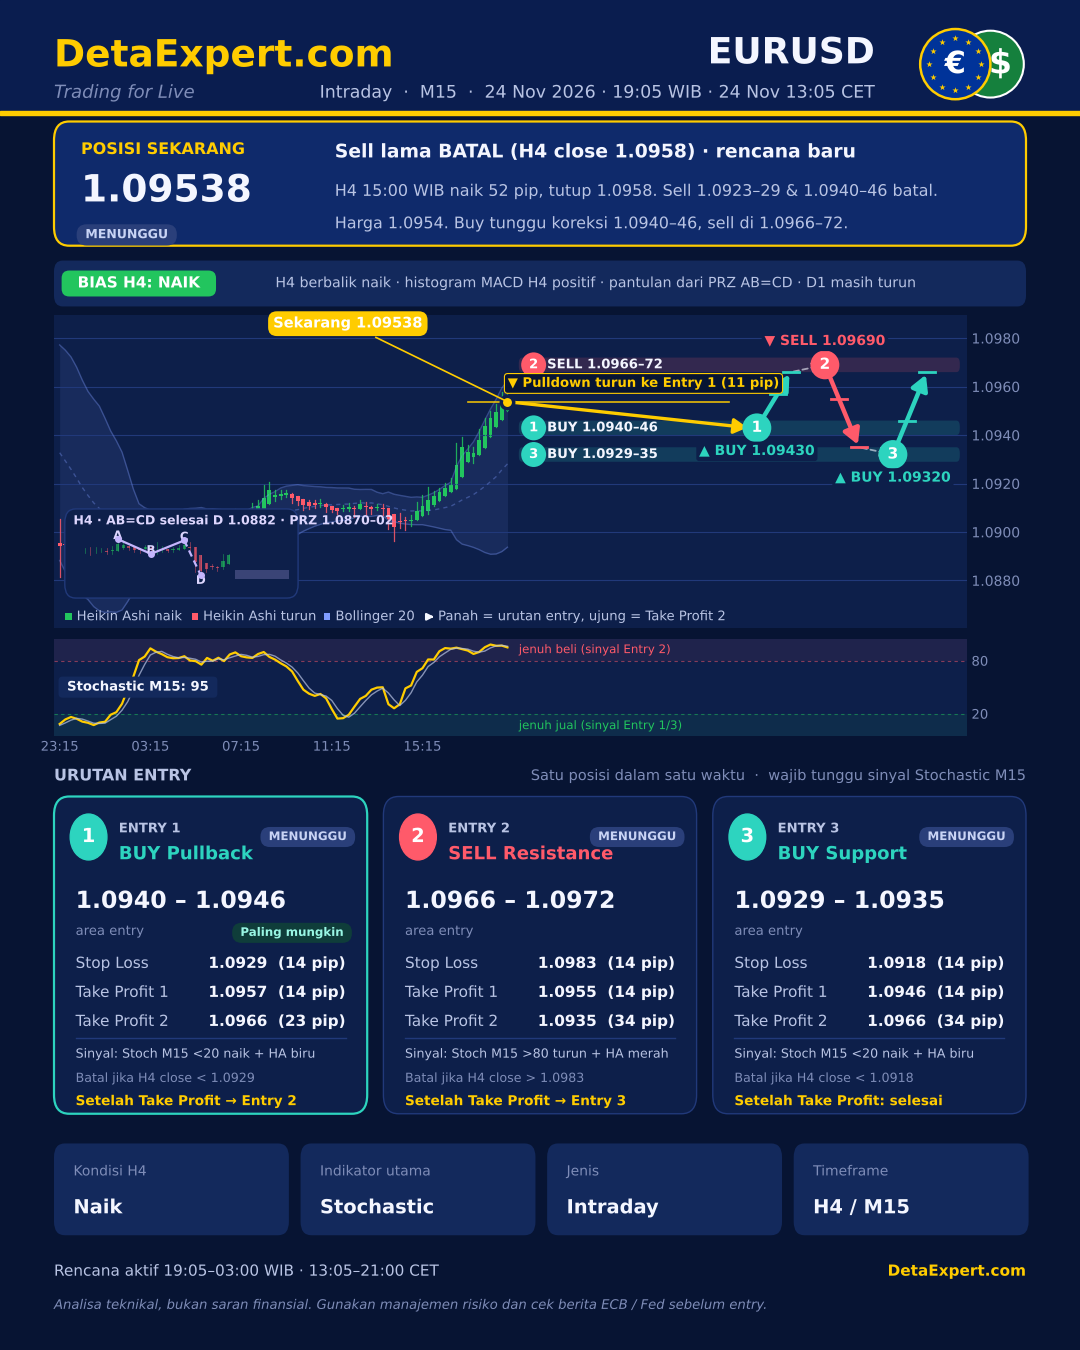 DetaExpert.com
EURUSD
€ $
Trading for Live
Intraday · M15 · 24 Nov 2026 · 19:05 WIB · 24 Nov 13:05 CET
POSISI SEKARANG
Sell lama BATAL (H4 close 1.0958) · rencana baru
1.09538
H4 15:00 WIB naik 52 pip, tutup 1.0958. Sell 1.0923–29 & 1.0940–46 batal.
Harga 1.0954. Buy tunggu koreksi 1.0940–46, sell di 1.0966–72.
MENUNGGU
BIAS H4: NAIK
H4 berbalik naik · histogram MACD H4 positif · pantulan dari PRZ AB=CD · D1 masih turun
Sekarang 1.09538
▼ SELL 1.09690
1.0980
2 SELL 1.0966–72
2
▼ Pulldown turun ke Entry 1 (11 pip)
1.0960
1 BUY 1.0940–46
1
1.0940
3 BUY 1.0929–35
▲ BUY 1.09430
3
▲ BUY 1.09320
1.0920
H4 · AB=CD selesai D 1.0882 · PRZ 1.0870–02
A
B
C
D
1.0900
1.0880
Heikin Ashi naik
Heikin Ashi turun
Bollinger 20
Panah = urutan entry, ujung = Take Profit 2
jenuh beli (sinyal Entry 2)
80
Stochastic M15: 95
20
jenuh jual (sinyal Entry 1/3)
23:15 03:15 07:15 11:15 15:15
URUTAN ENTRY
Satu posisi dalam satu waktu · wajib tunggu sinyal Stochastic M15
1
ENTRY 1
MENUNGGU
BUY Pullback
1.0940 – 1.0946
area entry
Paling mungkin
Stop Loss 1.0929 (14 pip)
Take Profit 1 1.0957 (14 pip)
Take Profit 2 1.0966 (23 pip)
Sinyal: Stoch M15 <20 naik + HA biru
Batal jika H4 close < 1.0929
Setelah Take Profit → Entry 2
2
ENTRY 2
MENUNGGU
SELL Resistance
1.0966 – 1.0972
area entry
Stop Loss 1.0983 (14 pip)
Take Profit 1 1.0955 (14 pip)
Take Profit 2 1.0935 (34 pip)
Sinyal: Stoch M15 >80 turun + HA merah
Batal jika H4 close > 1.0983
Setelah Take Profit → Entry 3
3
ENTRY 3
MENUNGGU
BUY Support
1.0929 – 1.0935
area entry
Stop Loss 1.0918 (14 pip)
Take Profit 1 1.0946 (14 pip)
Take Profit 2 1.0966 (34 pip)
Sinyal: Stoch M15 <20 naik + HA biru
Batal jika H4 close < 1.0918
Setelah Take Profit: selesai
Kondisi H4
Naik
Indikator utama
Stochastic
Jenis
Intraday
Timeframe
H4 / M15
Rencana aktif 19:05–03:00 WIB · 13:05–21:00 CET
DetaExpert.com
Analisa teknikal, bukan saran finansial. Gunakan manajemen risiko dan cek berita ECB / Fed sebelum entry.